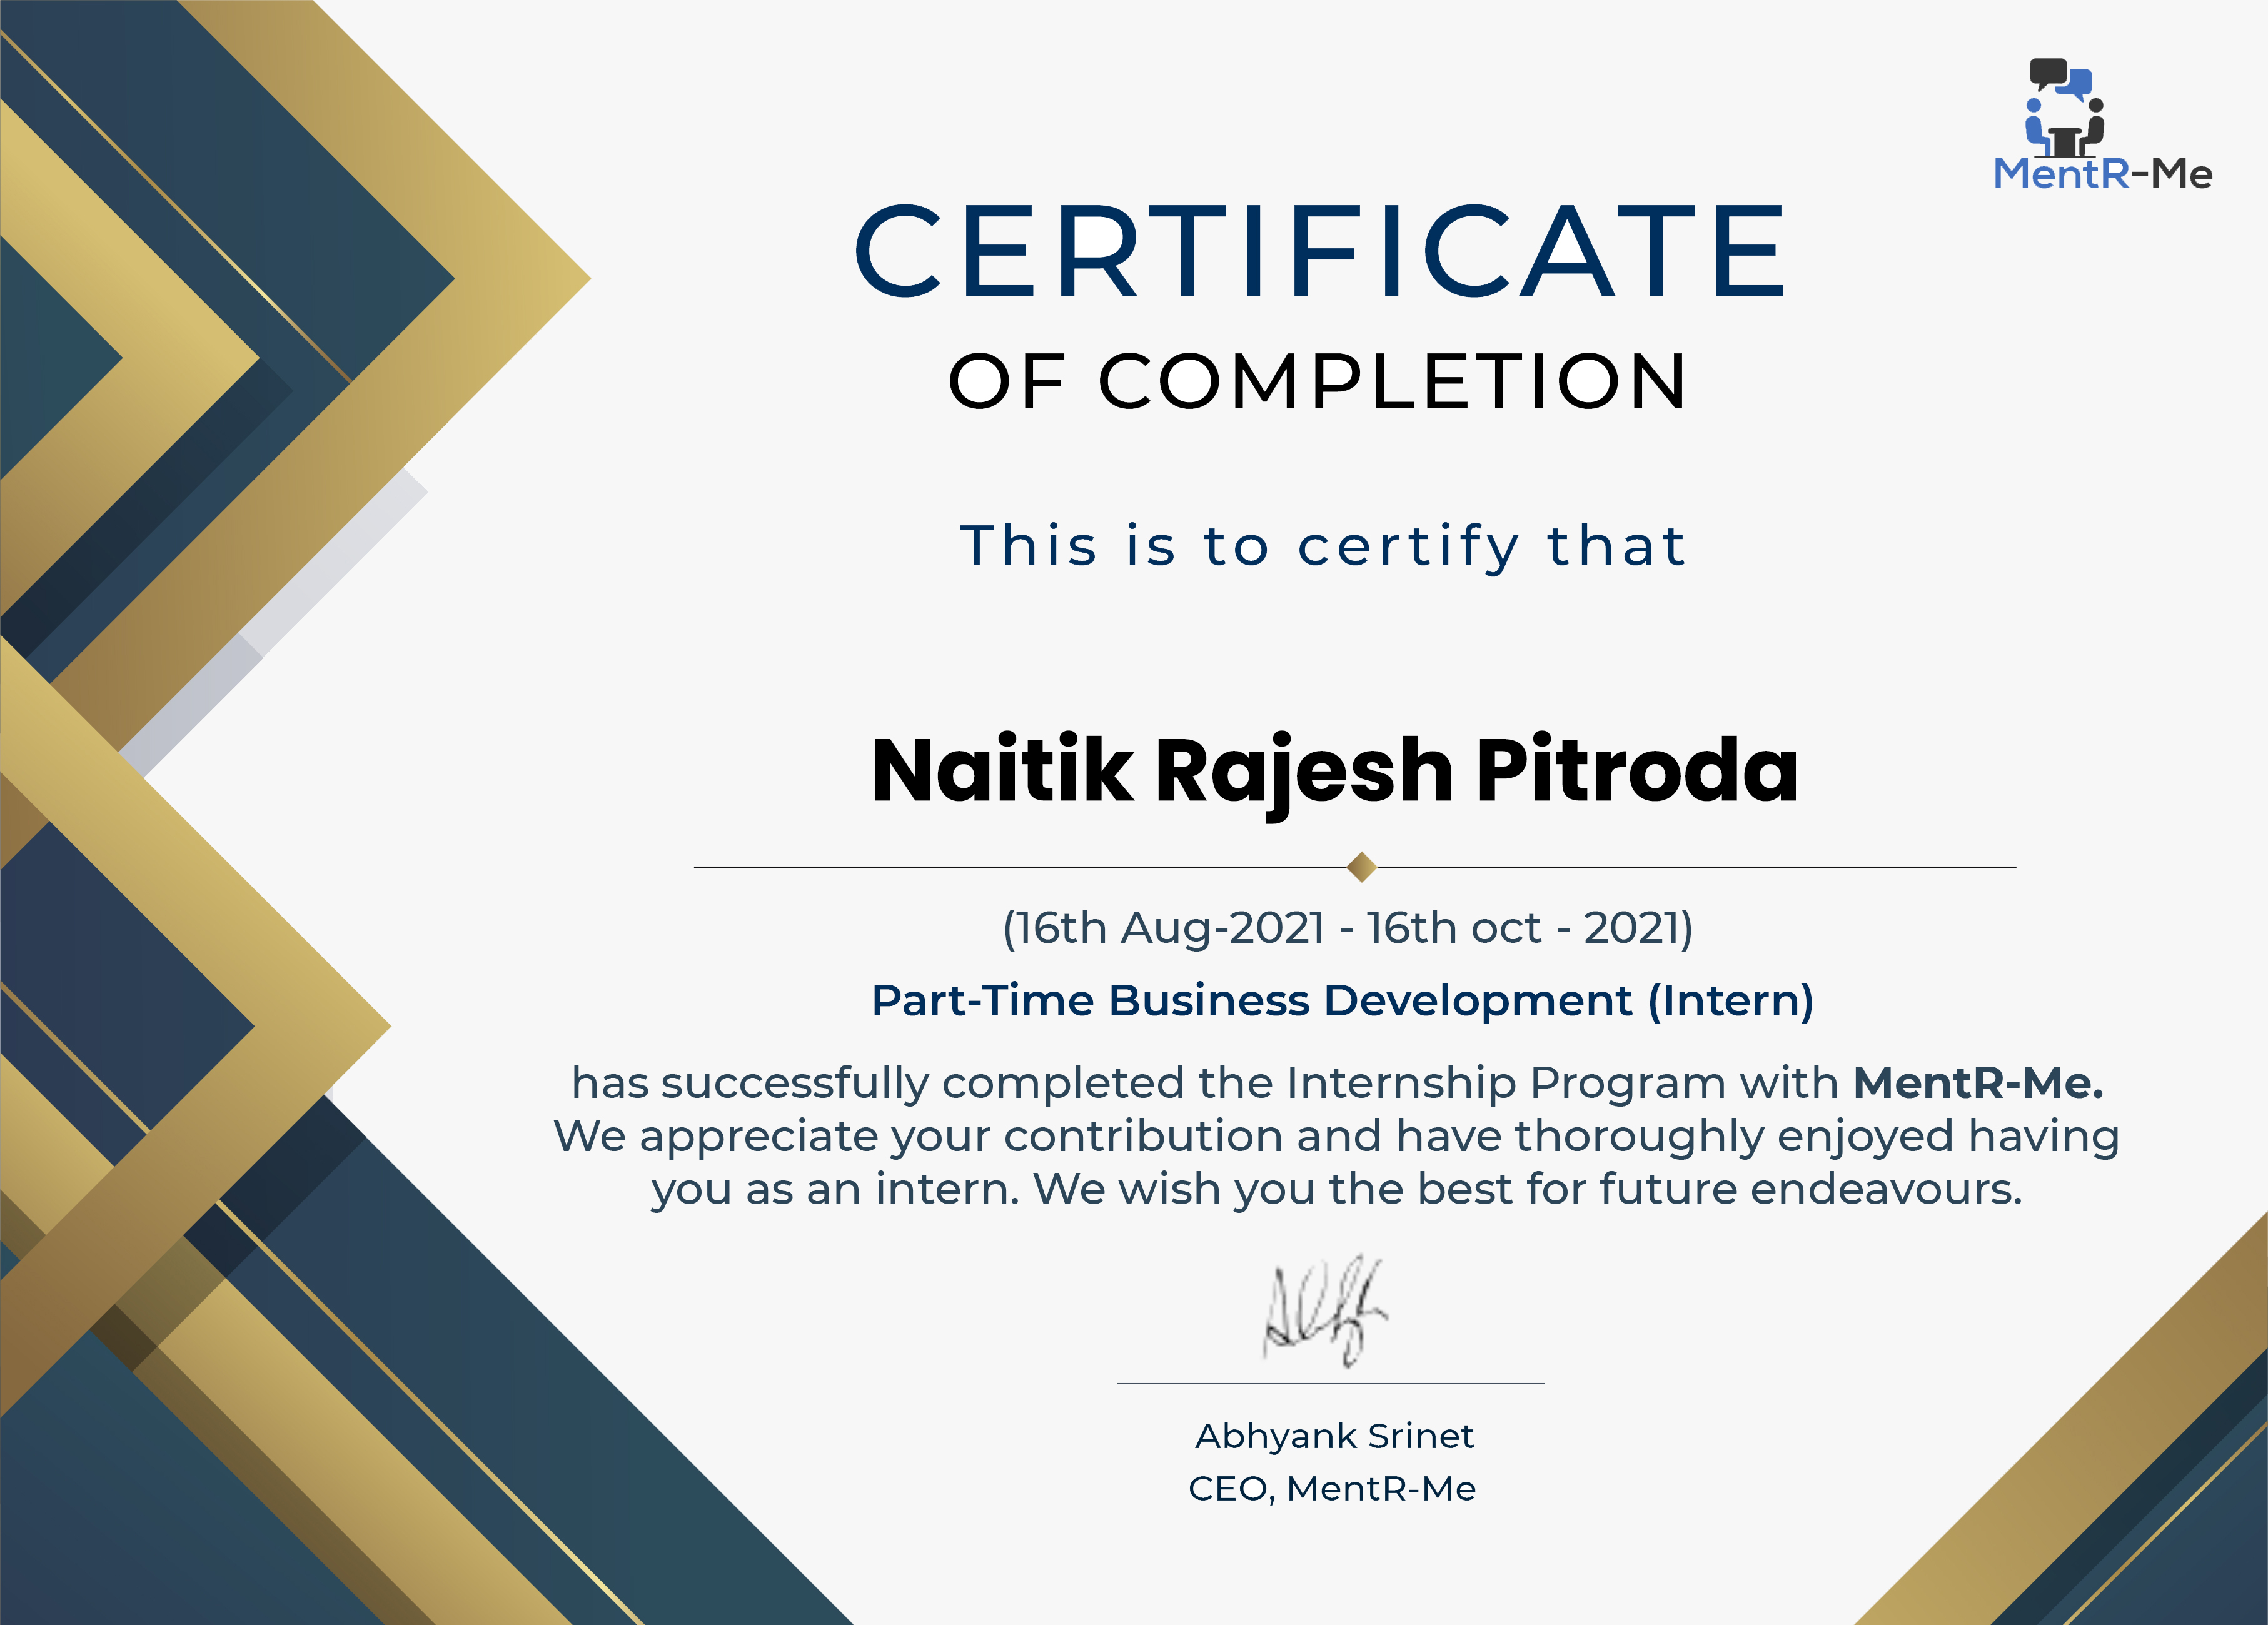 MentR-Me
CERTIFICATE
OF COMPLETION
This is to certify that
Naitik Rajesh Pitroda
(16th Aug-2021 - 16th oct - 2021)
Part-Time Business Development (Intern)
has successfully completed the Internship Program with MentR-Me.
We appreciate your contribution and have thoroughly enjoyed having
you as an intern. We wish you the best for future endeavours.
Abhyank Srinet
CEO, MentR-Me